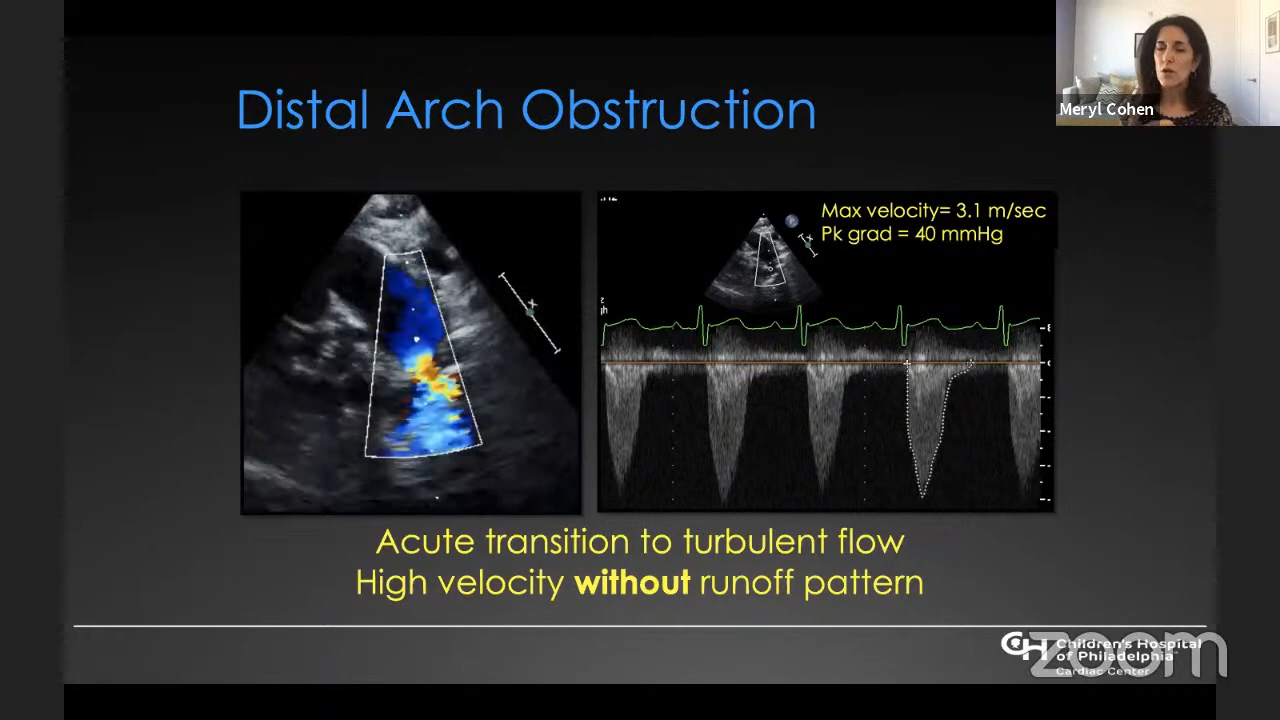 Distal Arch Obstruction
Meryl Cohen
Max velocity= 3.1 m/sec
Pk grad = 40 mmHg
Acute transition to turbulent flow
High velocity without runoff pattern
CH
Children's Hospital
of Philadelphia
Cardiac Center
zoom